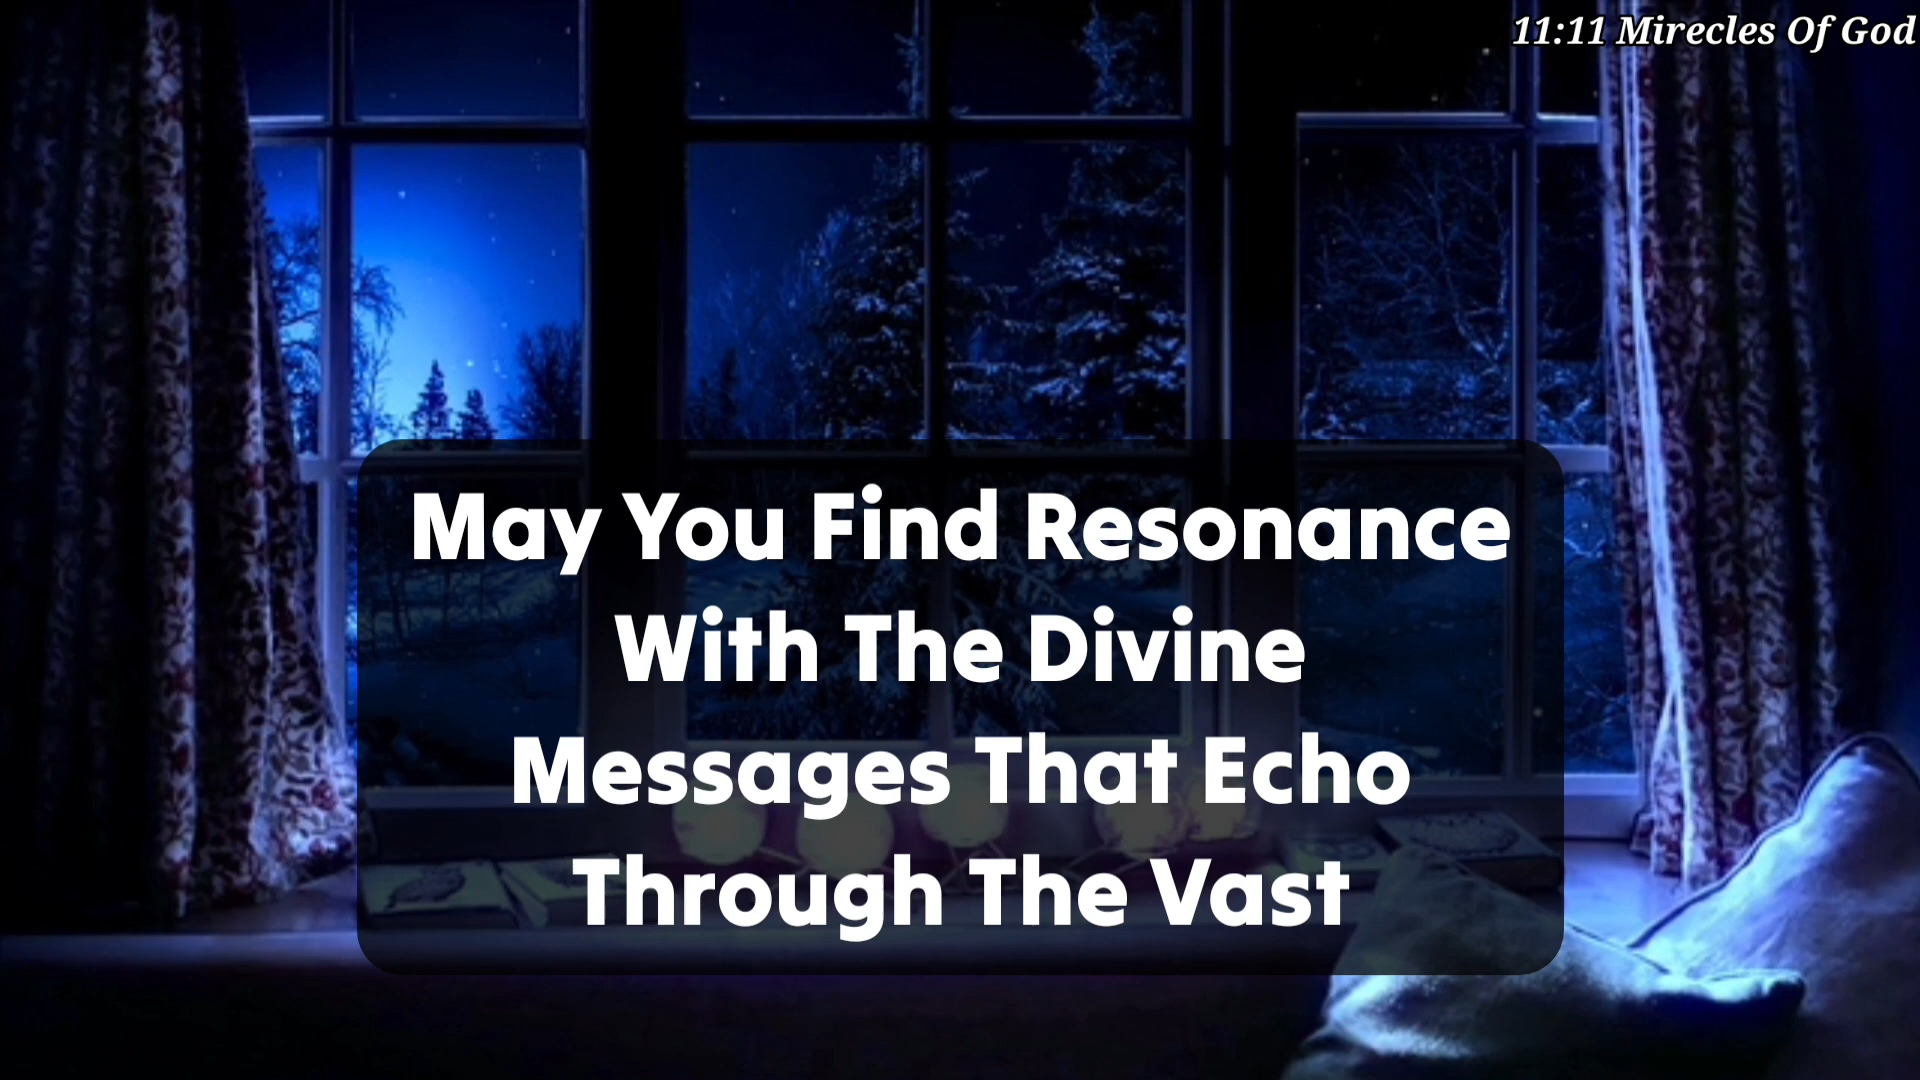 11:11 Mirecles Of God
May You Find Resonance
With The Divine
Messages That Echo
Through The Vast